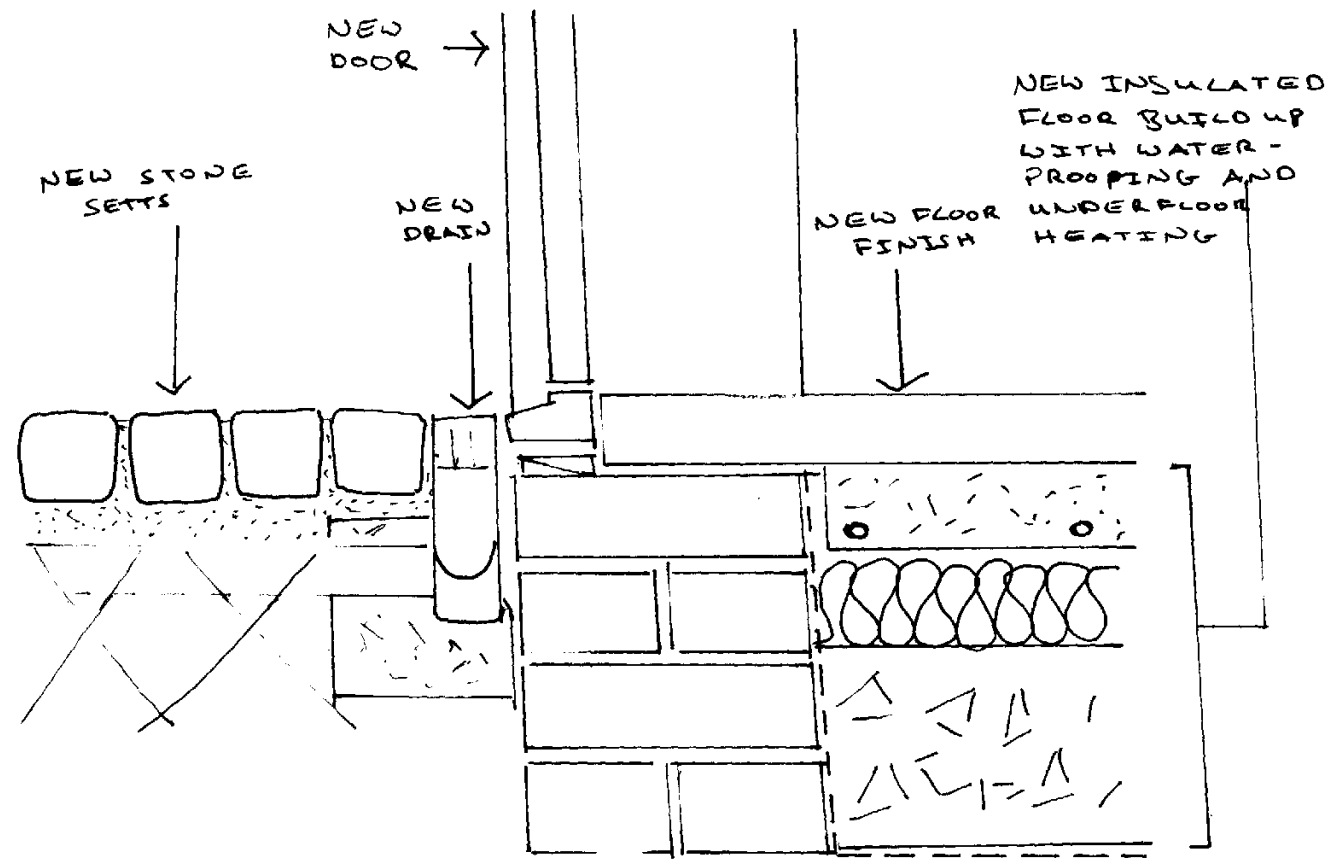 NEW
DOOR
NEW INSULATED
FLOOR BUILD UP
WITH WATER-
PROOPING AND
UNDERFLOOR
HEATING
NEW STONE
SETTS
NEW
DRAIN
NEW FLOOR
FINISH